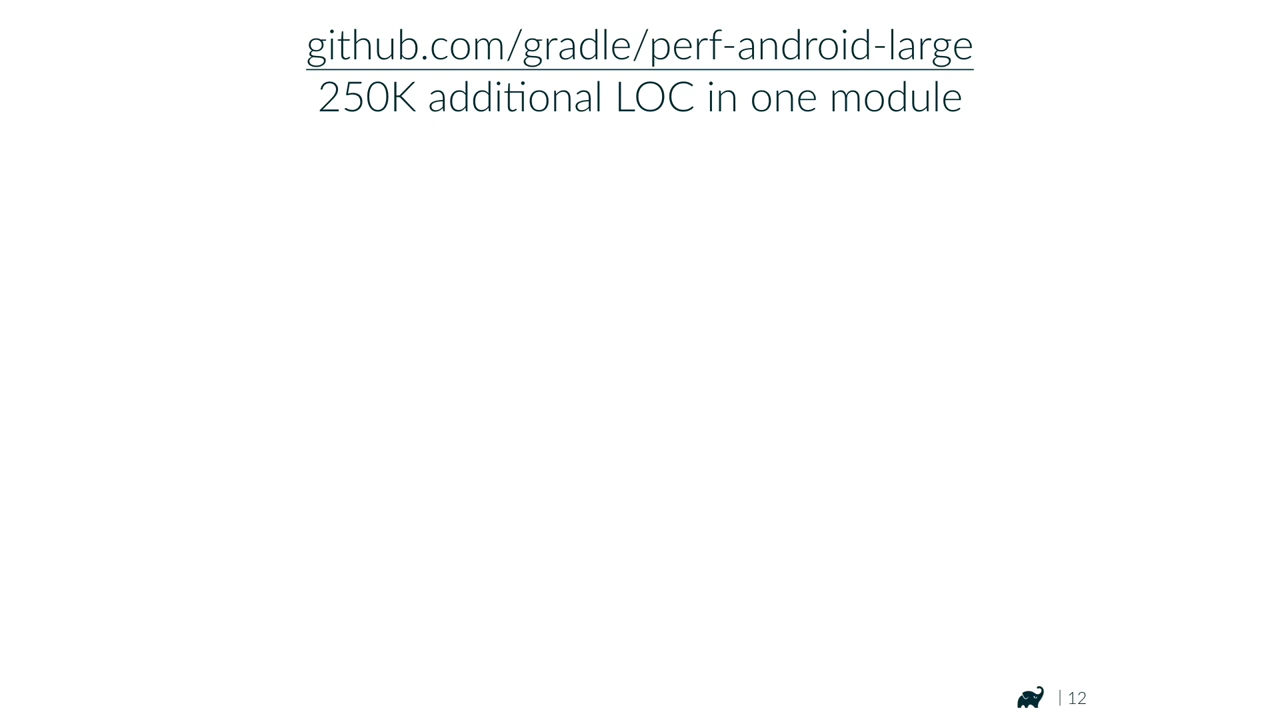 github.com/gradle/perf-android-large
250K additional LOC in one module
| 12